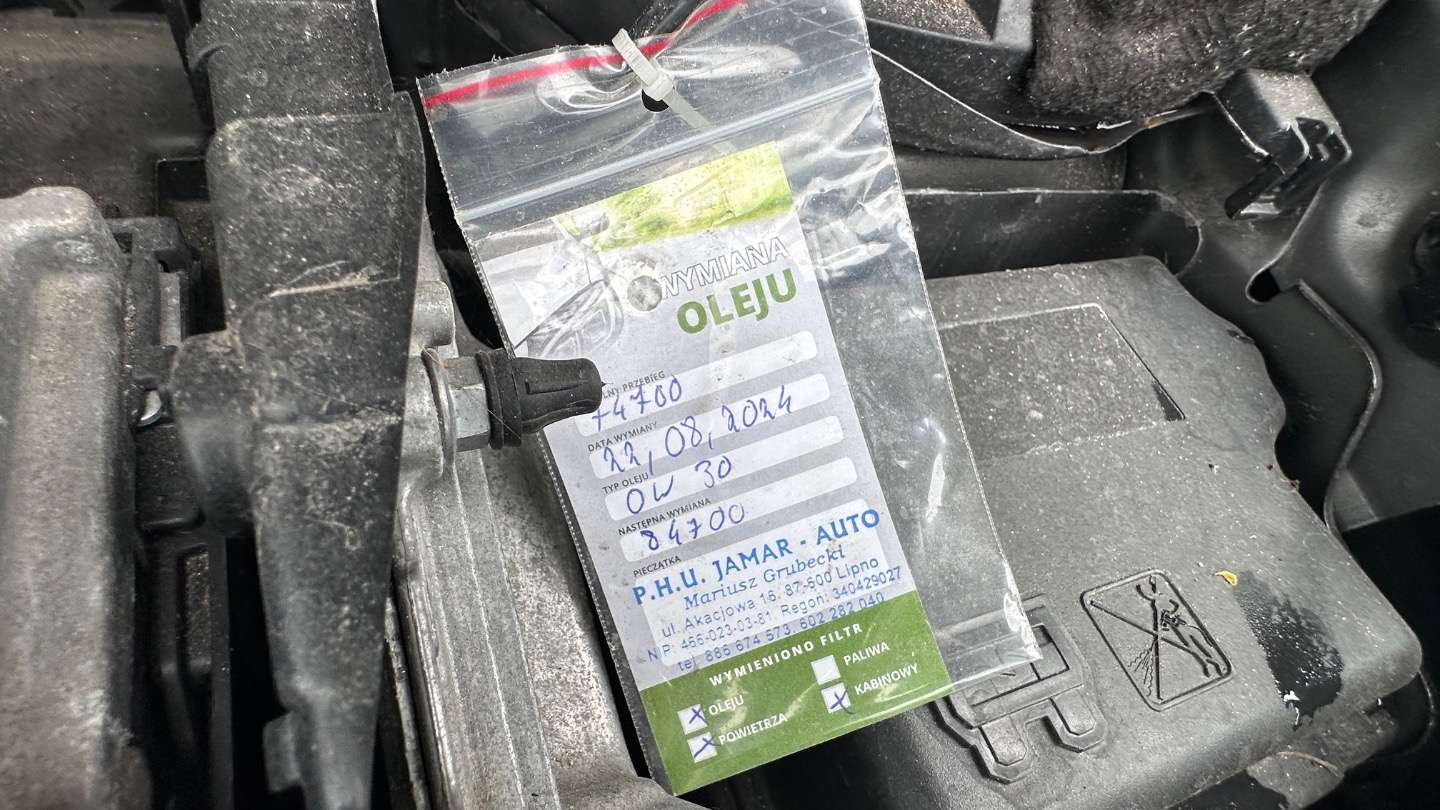 WYMIANA
OLEJU
PRZEBIEG
74700
DATA WYMIANY
22,08,2024
TYP OLEJU
0W 30
NASTĘPNA WYMIANA
84700
PIECZĄTKA
P.H.U. JAMAR - AUTO
Mariusz Grubecki
ul. Akacjowa 16, 87-600 Lipno
NIP: 466-023-03-81, Regon: 340429027
tel. 886 674 573, 602 282 040
WYMIENIONO FILTR
OLEJU
POWIETRZA
PALIWA
KABINOWY